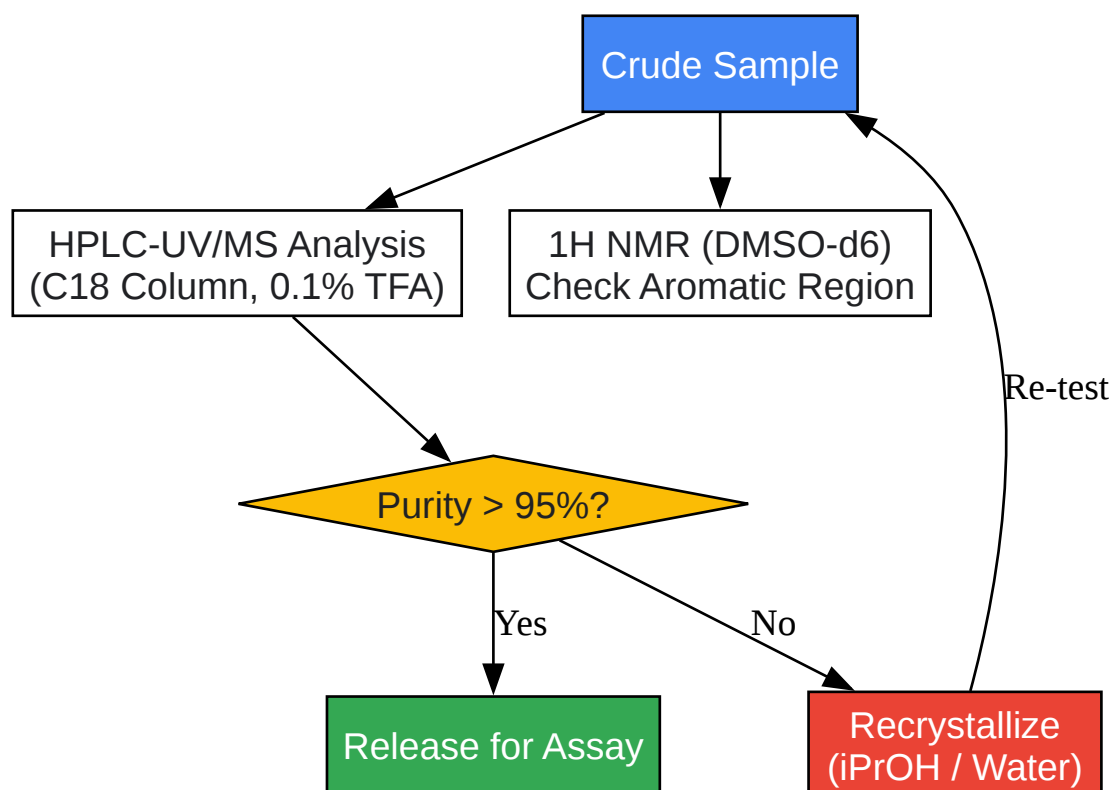 Crude Sample
HPLC-UV/MS Analysis
(C18 Column, 0.1% TFA)
1H NMR (DMSO-d6)
Check Aromatic Region
Re-test
Purity > 95%?
Yes
No
Release for Assay
Recrystallize
(iPrOH / Water)